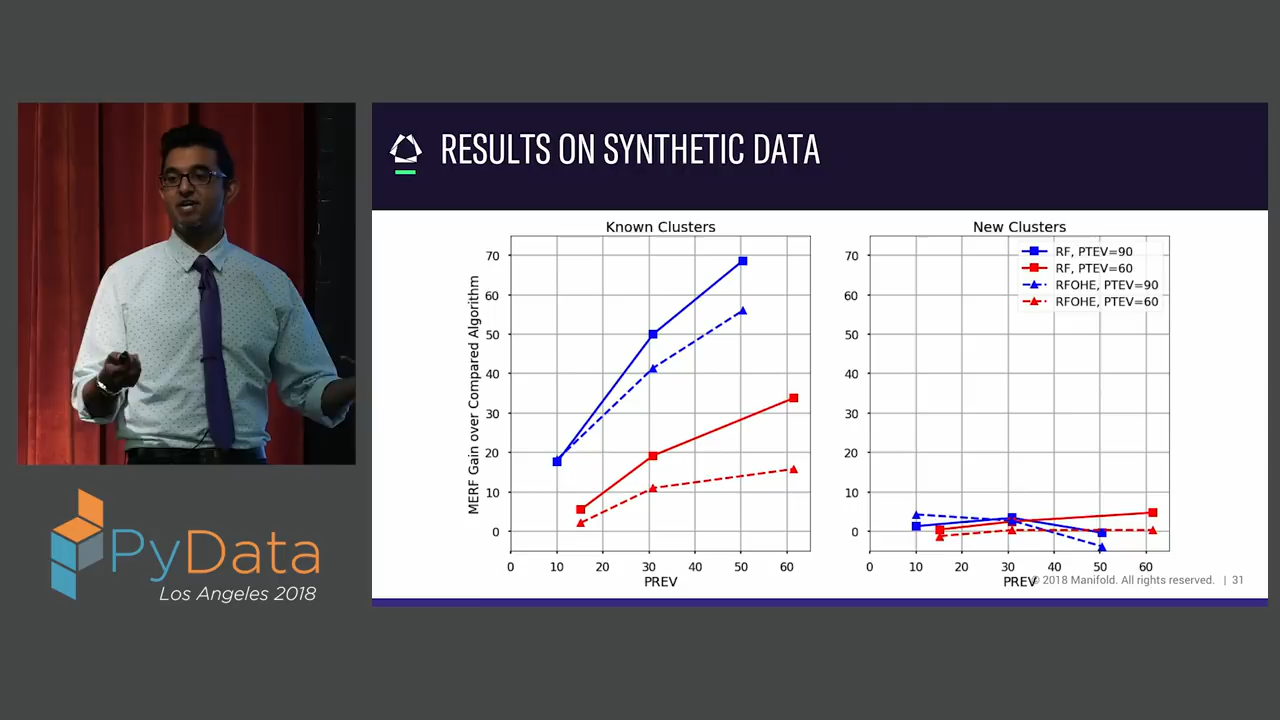 RESULTS ON SYNTHETIC DATA
Known Clusters
MERF Gain over Compared Algorithm
70
60
50
40
30
20
10
0
0 10 20 30 40 50 60
PREV
New Clusters
RF, PTEV=90
RF, PTEV=60
RFOHE, PTEV=90
RFOHE, PTEV=60
70
60
50
40
30
20
10
0
0 10 20 30 40 50 60
PREV
© 2018 Manifold. All rights reserved. | 31
PyData
Los Angeles 2018